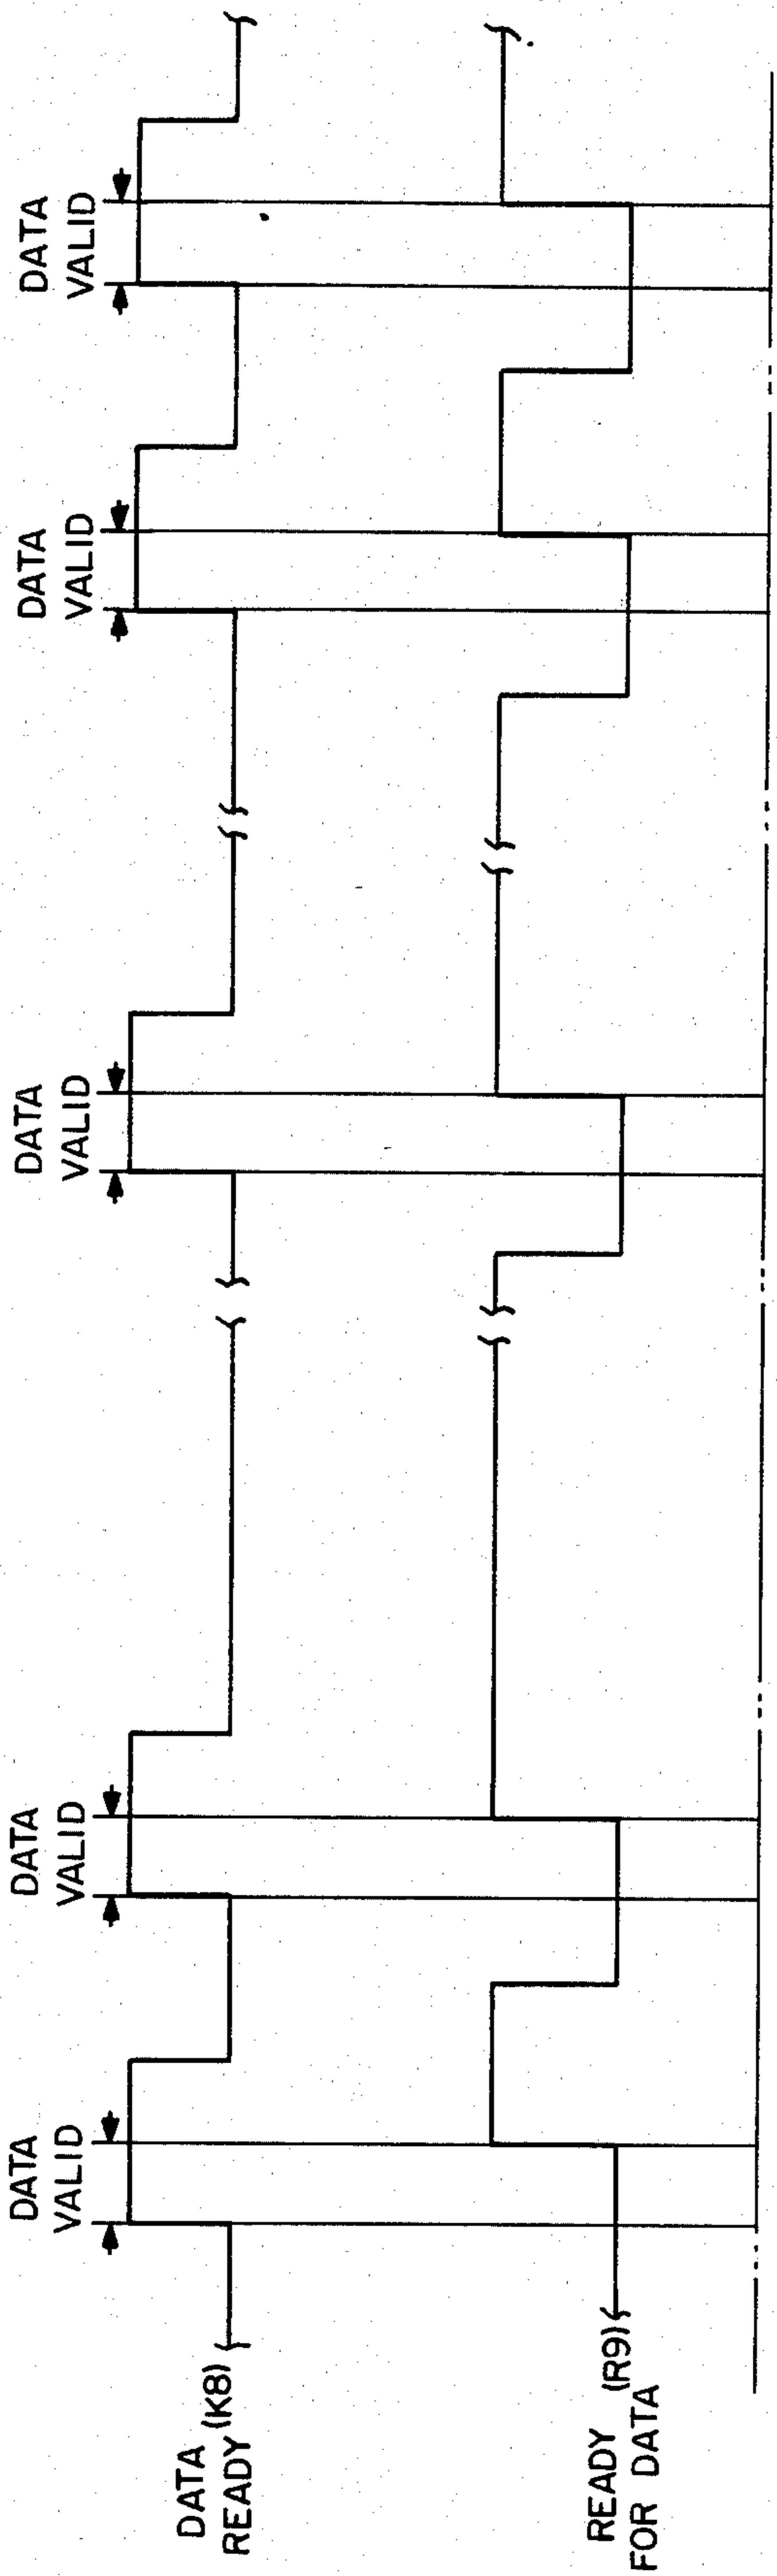 DATA
VALID
DATA
VALID
DATA
VALID
DATA
VALID
DATA
VALID
DATA
READY (K8)
READY (R9)
FOR DATA